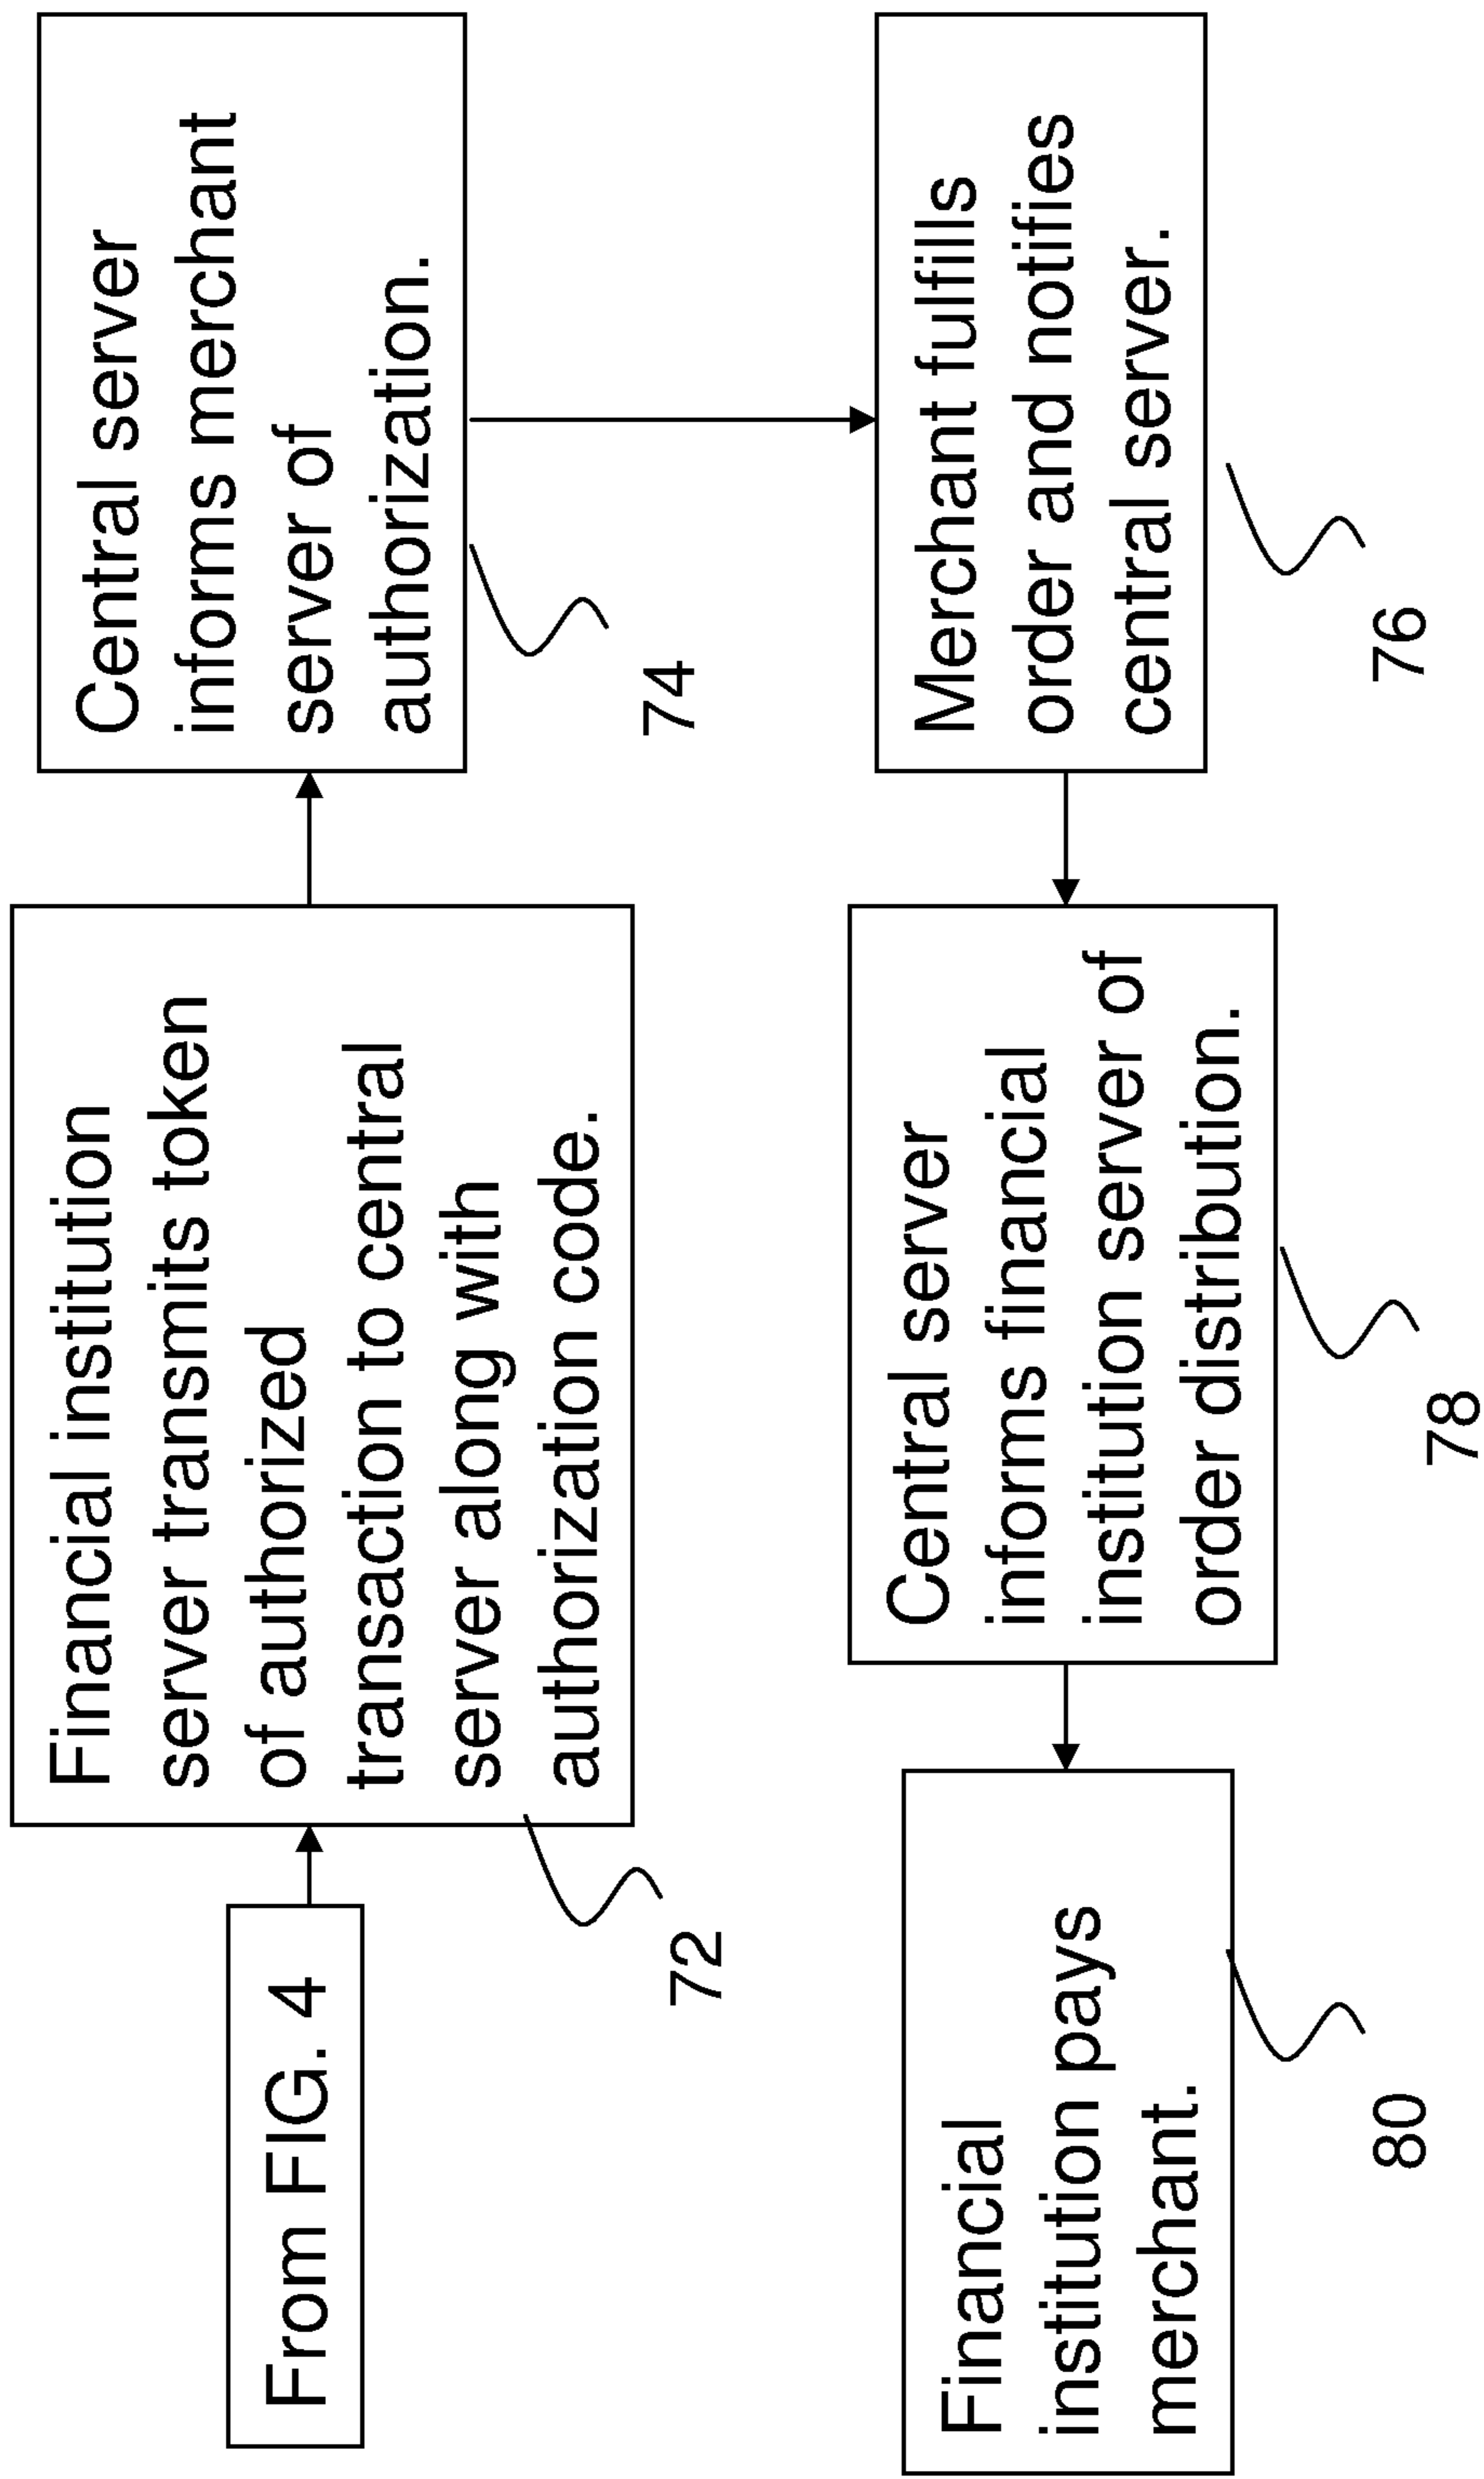 From FIG. 4
Financial institution
server transmits token
of authorized
transaction to central
server along with
authorization code.
72
Central server
informs merchant
server of
authorization.
74
Merchant fulfills
order and notifies
central server.
76
Central server
informs financial
institution server of
order distribution.
78
Financial
institution pays
merchant.
80